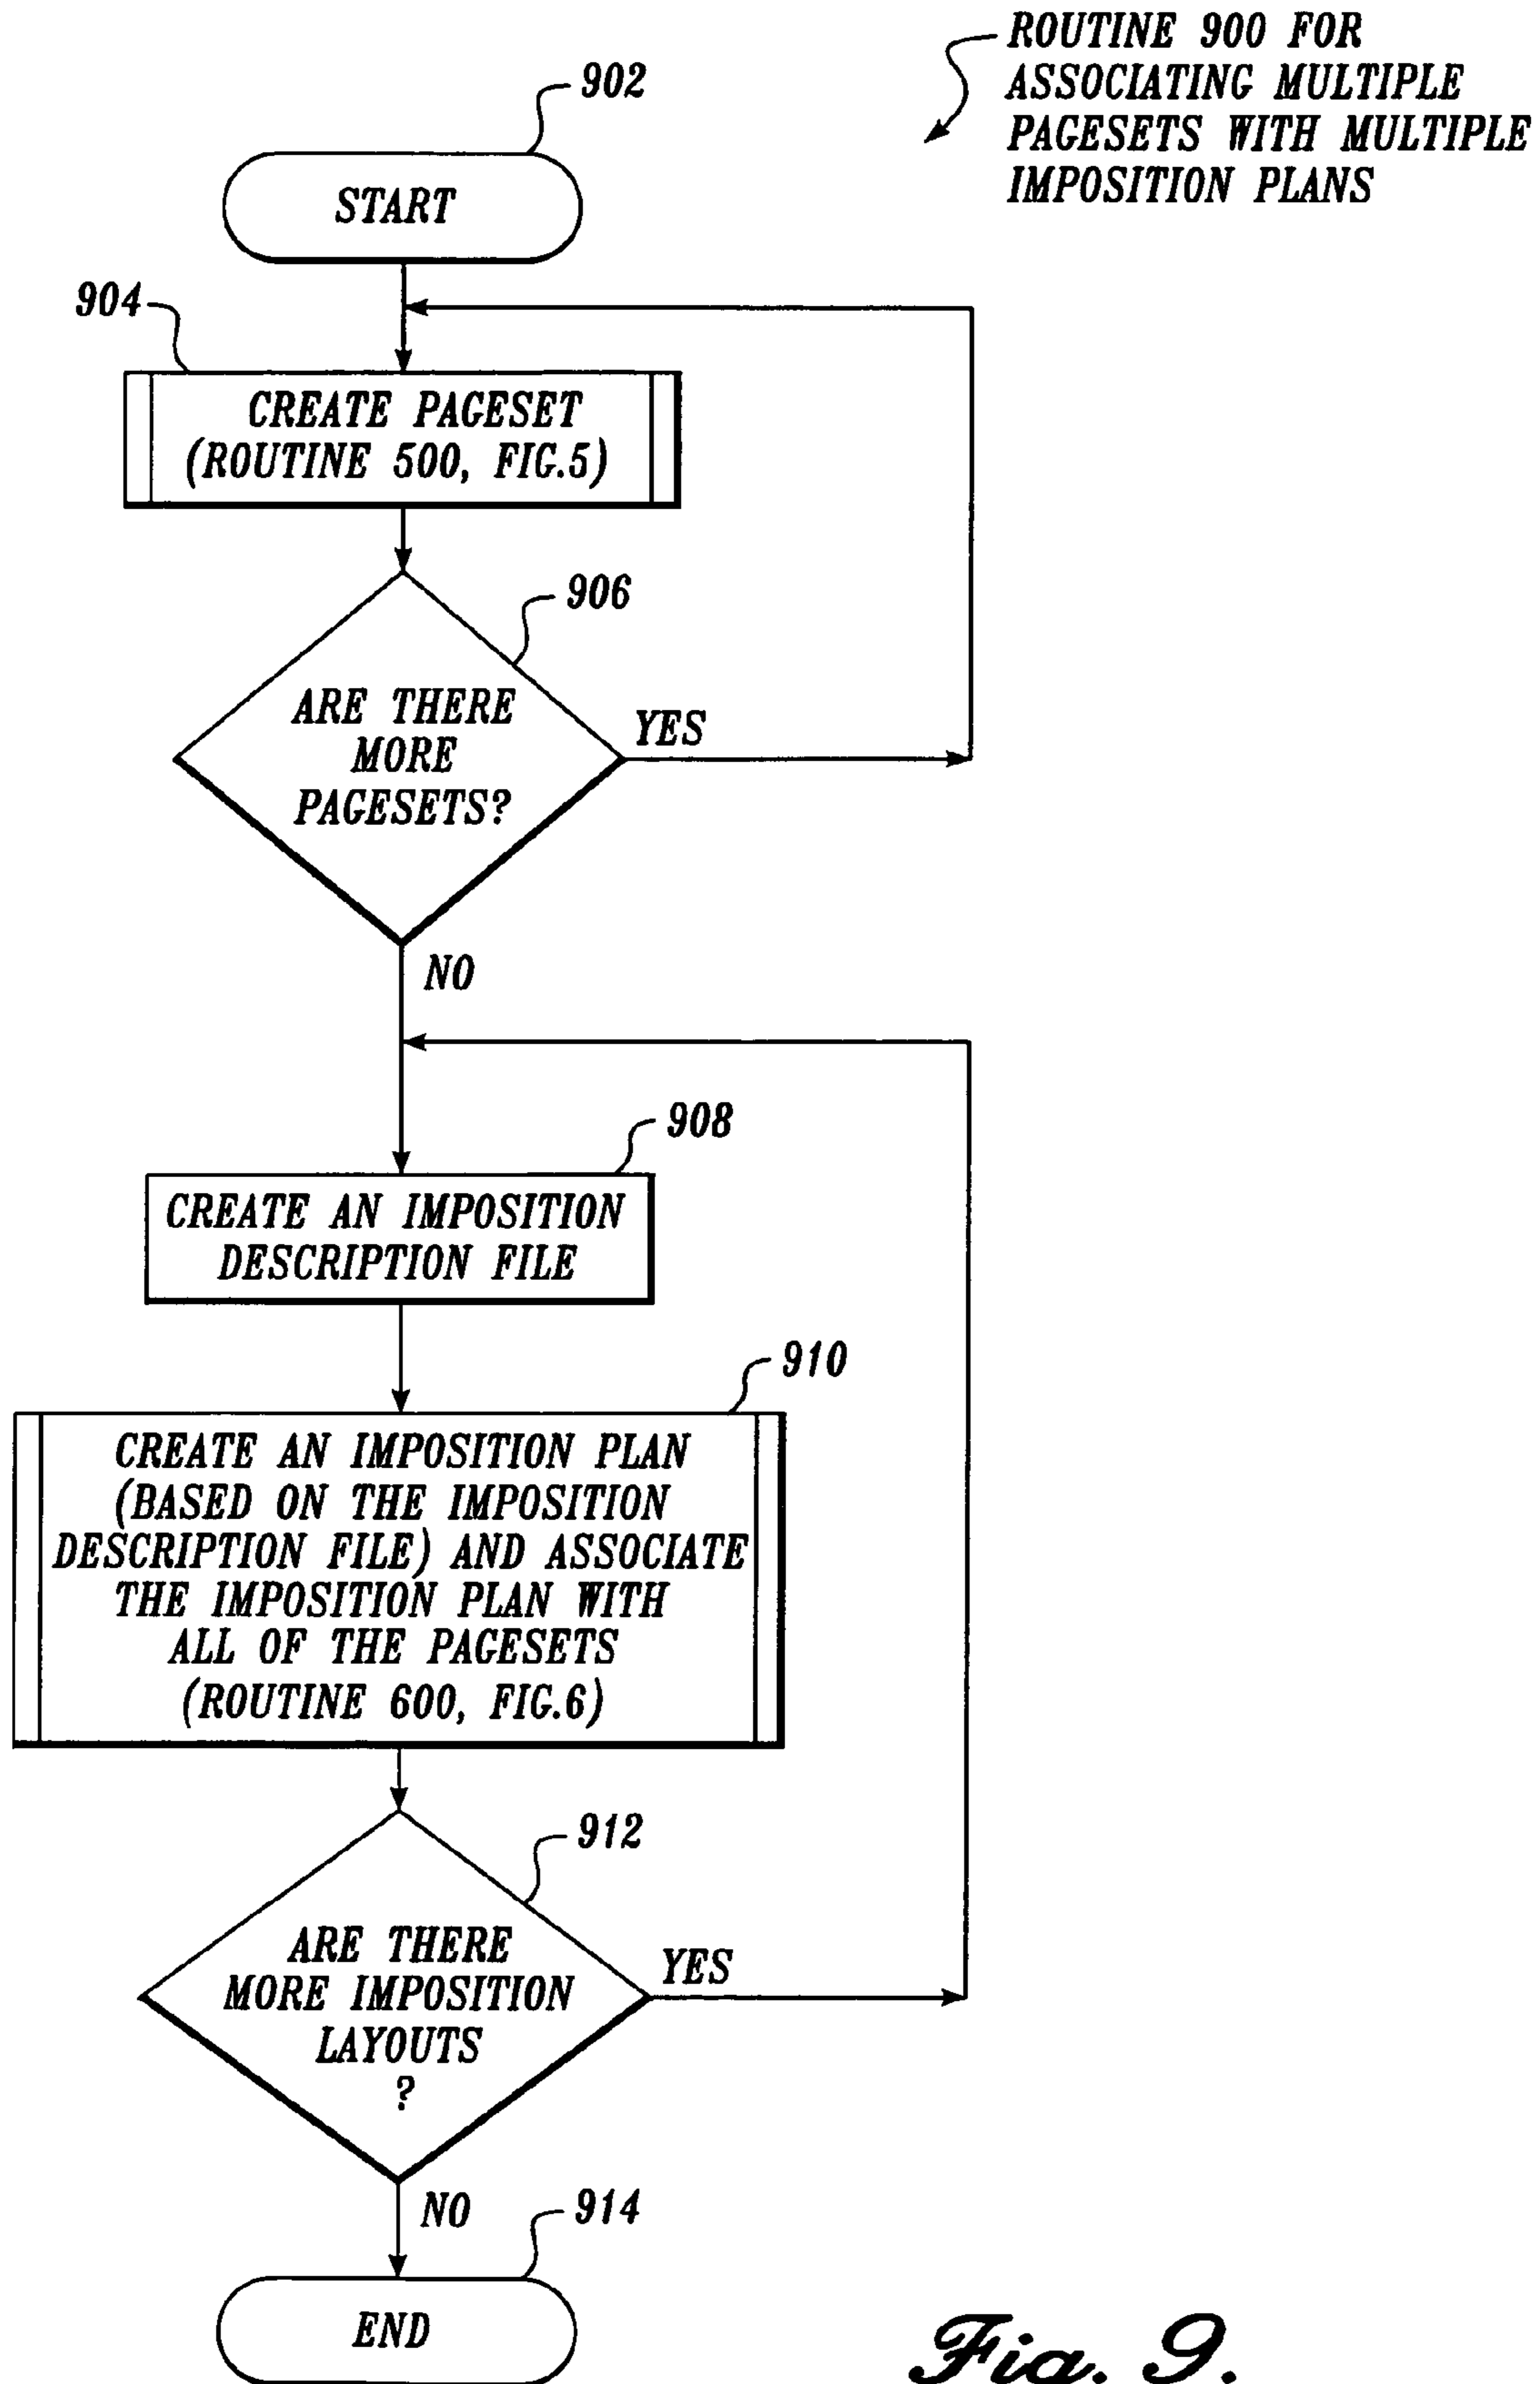 ROUTINE 900 FOR
ASSOCIATING MULTIPLE
PAGESETS WITH MULTIPLE
IMPOSITION PLANS
902
START
904
CREATE PAGESET
(ROUTINE 500, FIG.5)
906
ARE THERE
MORE
PAGESETS?
YES
NO
908
CREATE AN IMPOSITION
DESCRIPTION FILE
910
CREATE AN IMPOSITION PLAN
(BASED ON THE IMPOSITION
DESCRIPTION FILE) AND ASSOCIATE
THE IMPOSITION PLAN WITH
ALL OF THE PAGESETS
(ROUTINE 600, FIG.6)
912
ARE THERE
MORE IMPOSITION
LAYOUTS
?
YES
NO
914
END
Fig. 9.